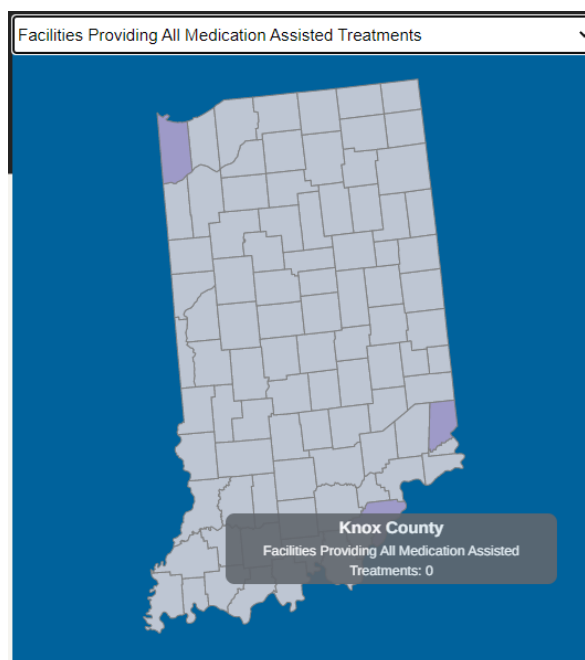 Facilities Providing All Medication Assisted Treatments
Knox County
Facilities Providing All Medication Assisted
Treatments: 0